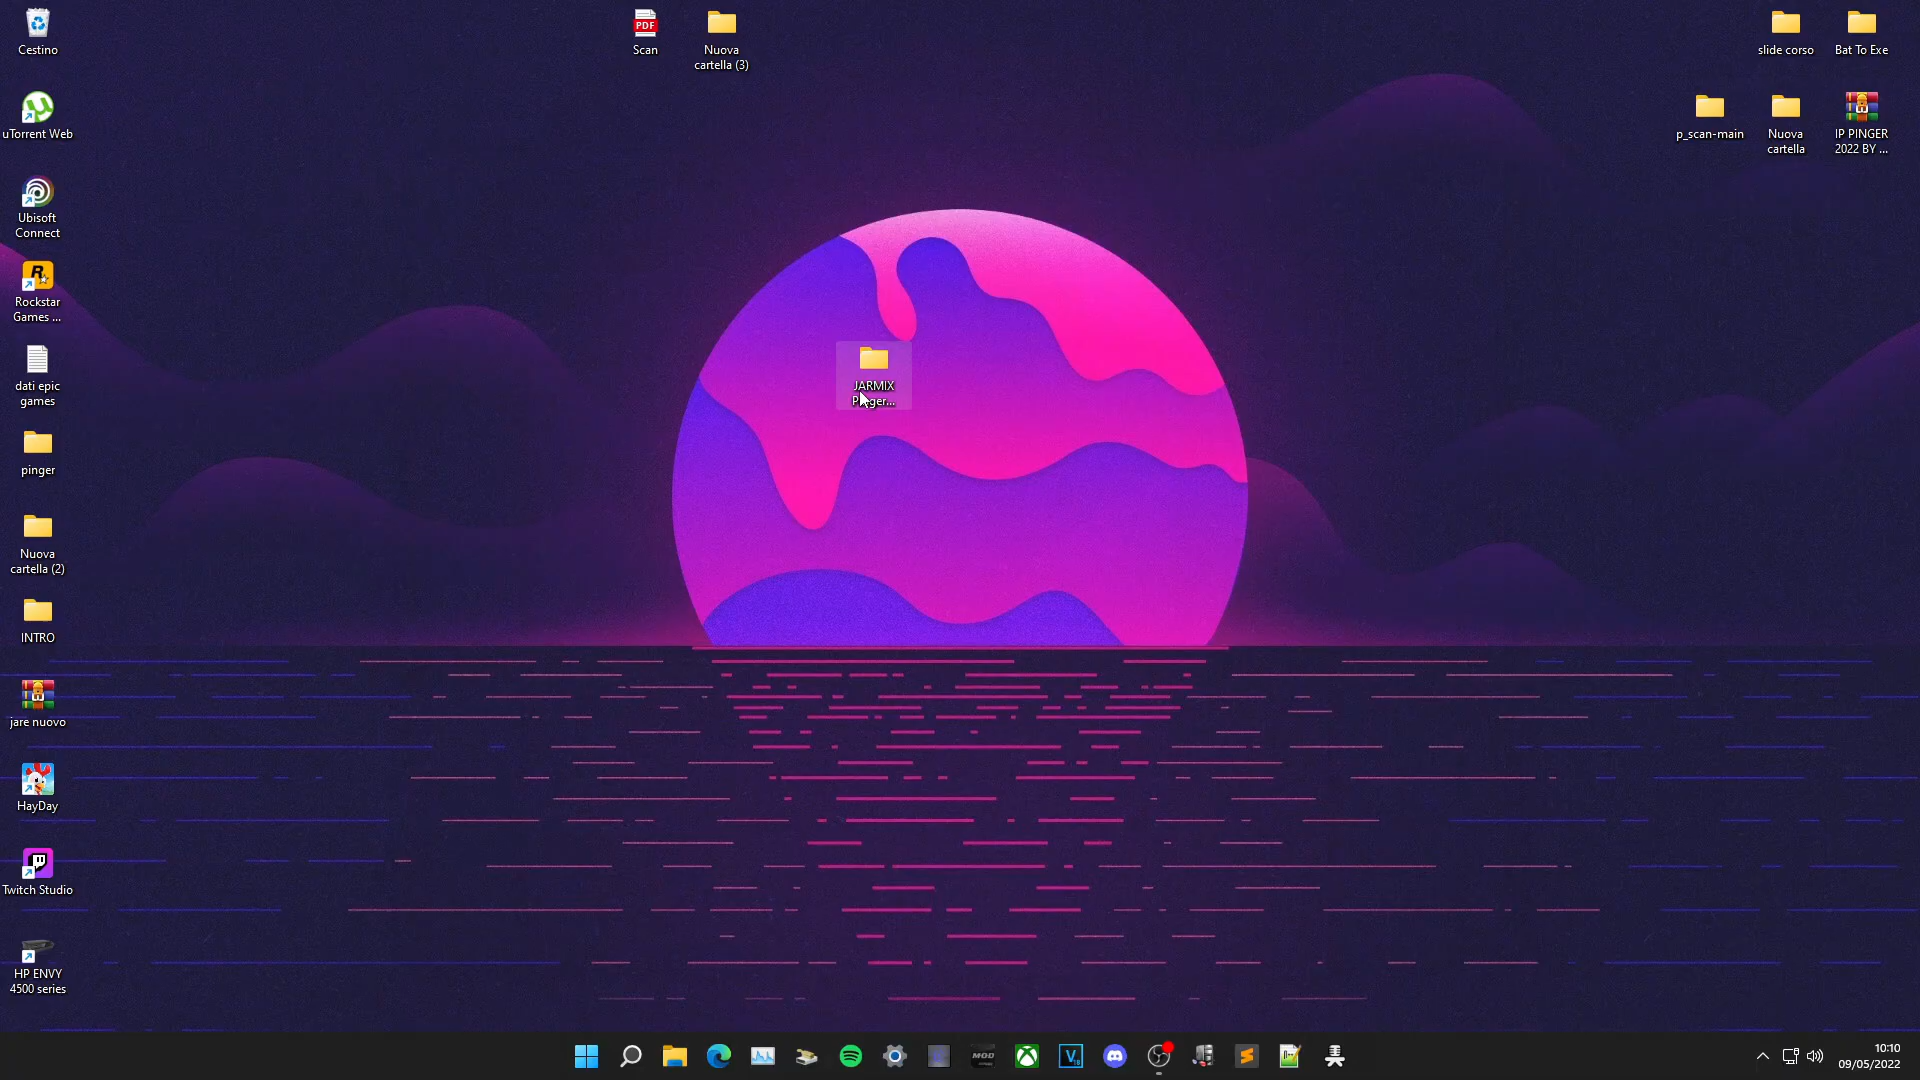 Cestino
uTorrent Web
Ubisoft
Connect
Rockstar
Games ...
dati epic
games
pinger
Nuova
cartella (2)
INTRO
jare nuovo
HayDay
Twitch Studio
HP ENVY
4500 series
PDF
Scan
Nuova
cartella (3)
JARMIX
slide corso
Bat To Exe
p_scan-main
Nuova
cartella
IP PINGER
2022 BY ...
MOD
10:10
09/05/2022